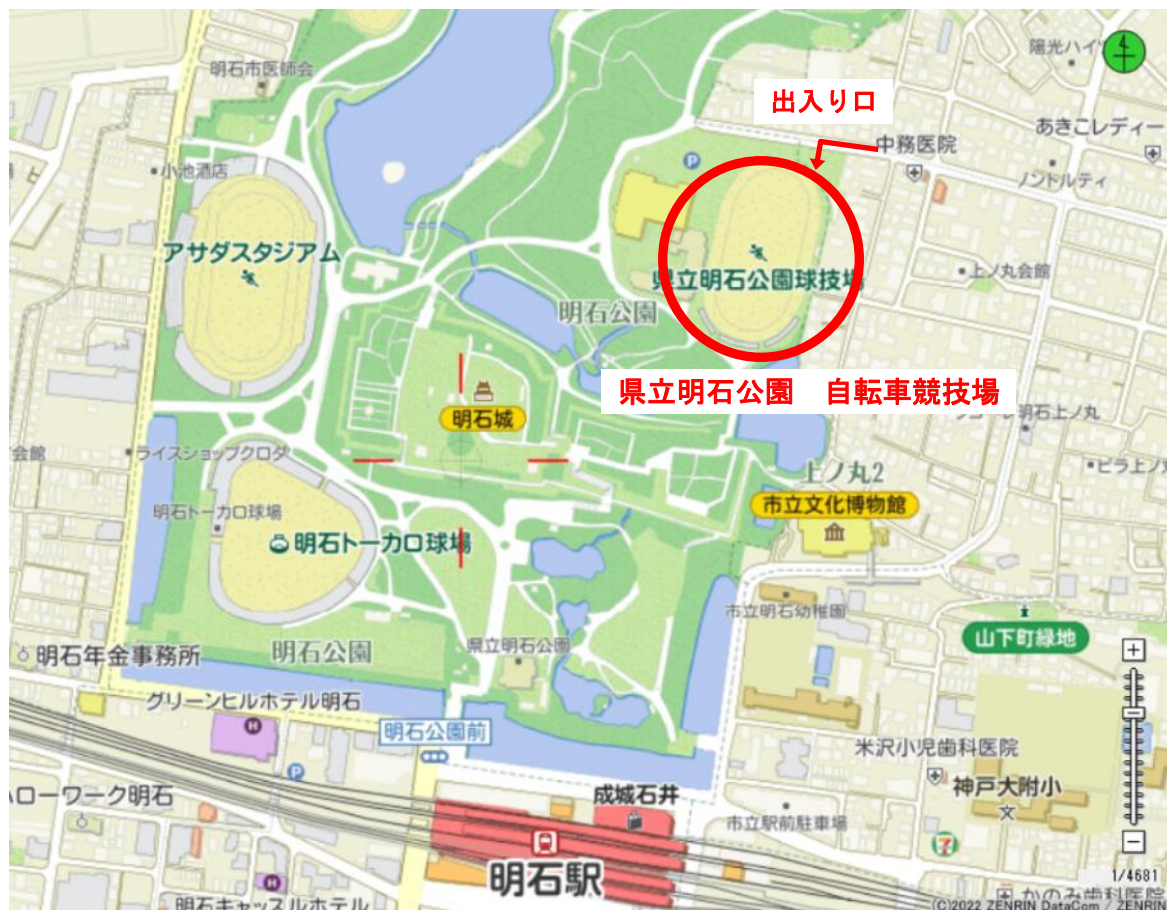 陽光ハイツ
明石市医師会
出入り口
あきこレディー
中務医院
小池酒店
ノントルティ
P
アサダスタジアム
上ノ丸会館
県立明石公園球技場
明石公園
県立明石公園 自転車競技場
明石城
明石上ノ丸
会館
ライスショップクロダ
ビラ上ノ丸
上ノ丸2
市立文化博物館
明石トーカロ球場
明石トーカロ球場
市立明石幼稚園
山下町緑地
県立明石公園
明石年金事務所
明石公園
グリーンヒルホテル明石
H
明石公園前
米沢小児歯科医院
P
神戸大附小
文
ハローワーク明石
成城石井
市立駅前駐車場
明石駅
H
明石キャッスルホテル
1/4681
かのみ歯科医院
(C)2022 ZENRIN DataCom / ZENRIN